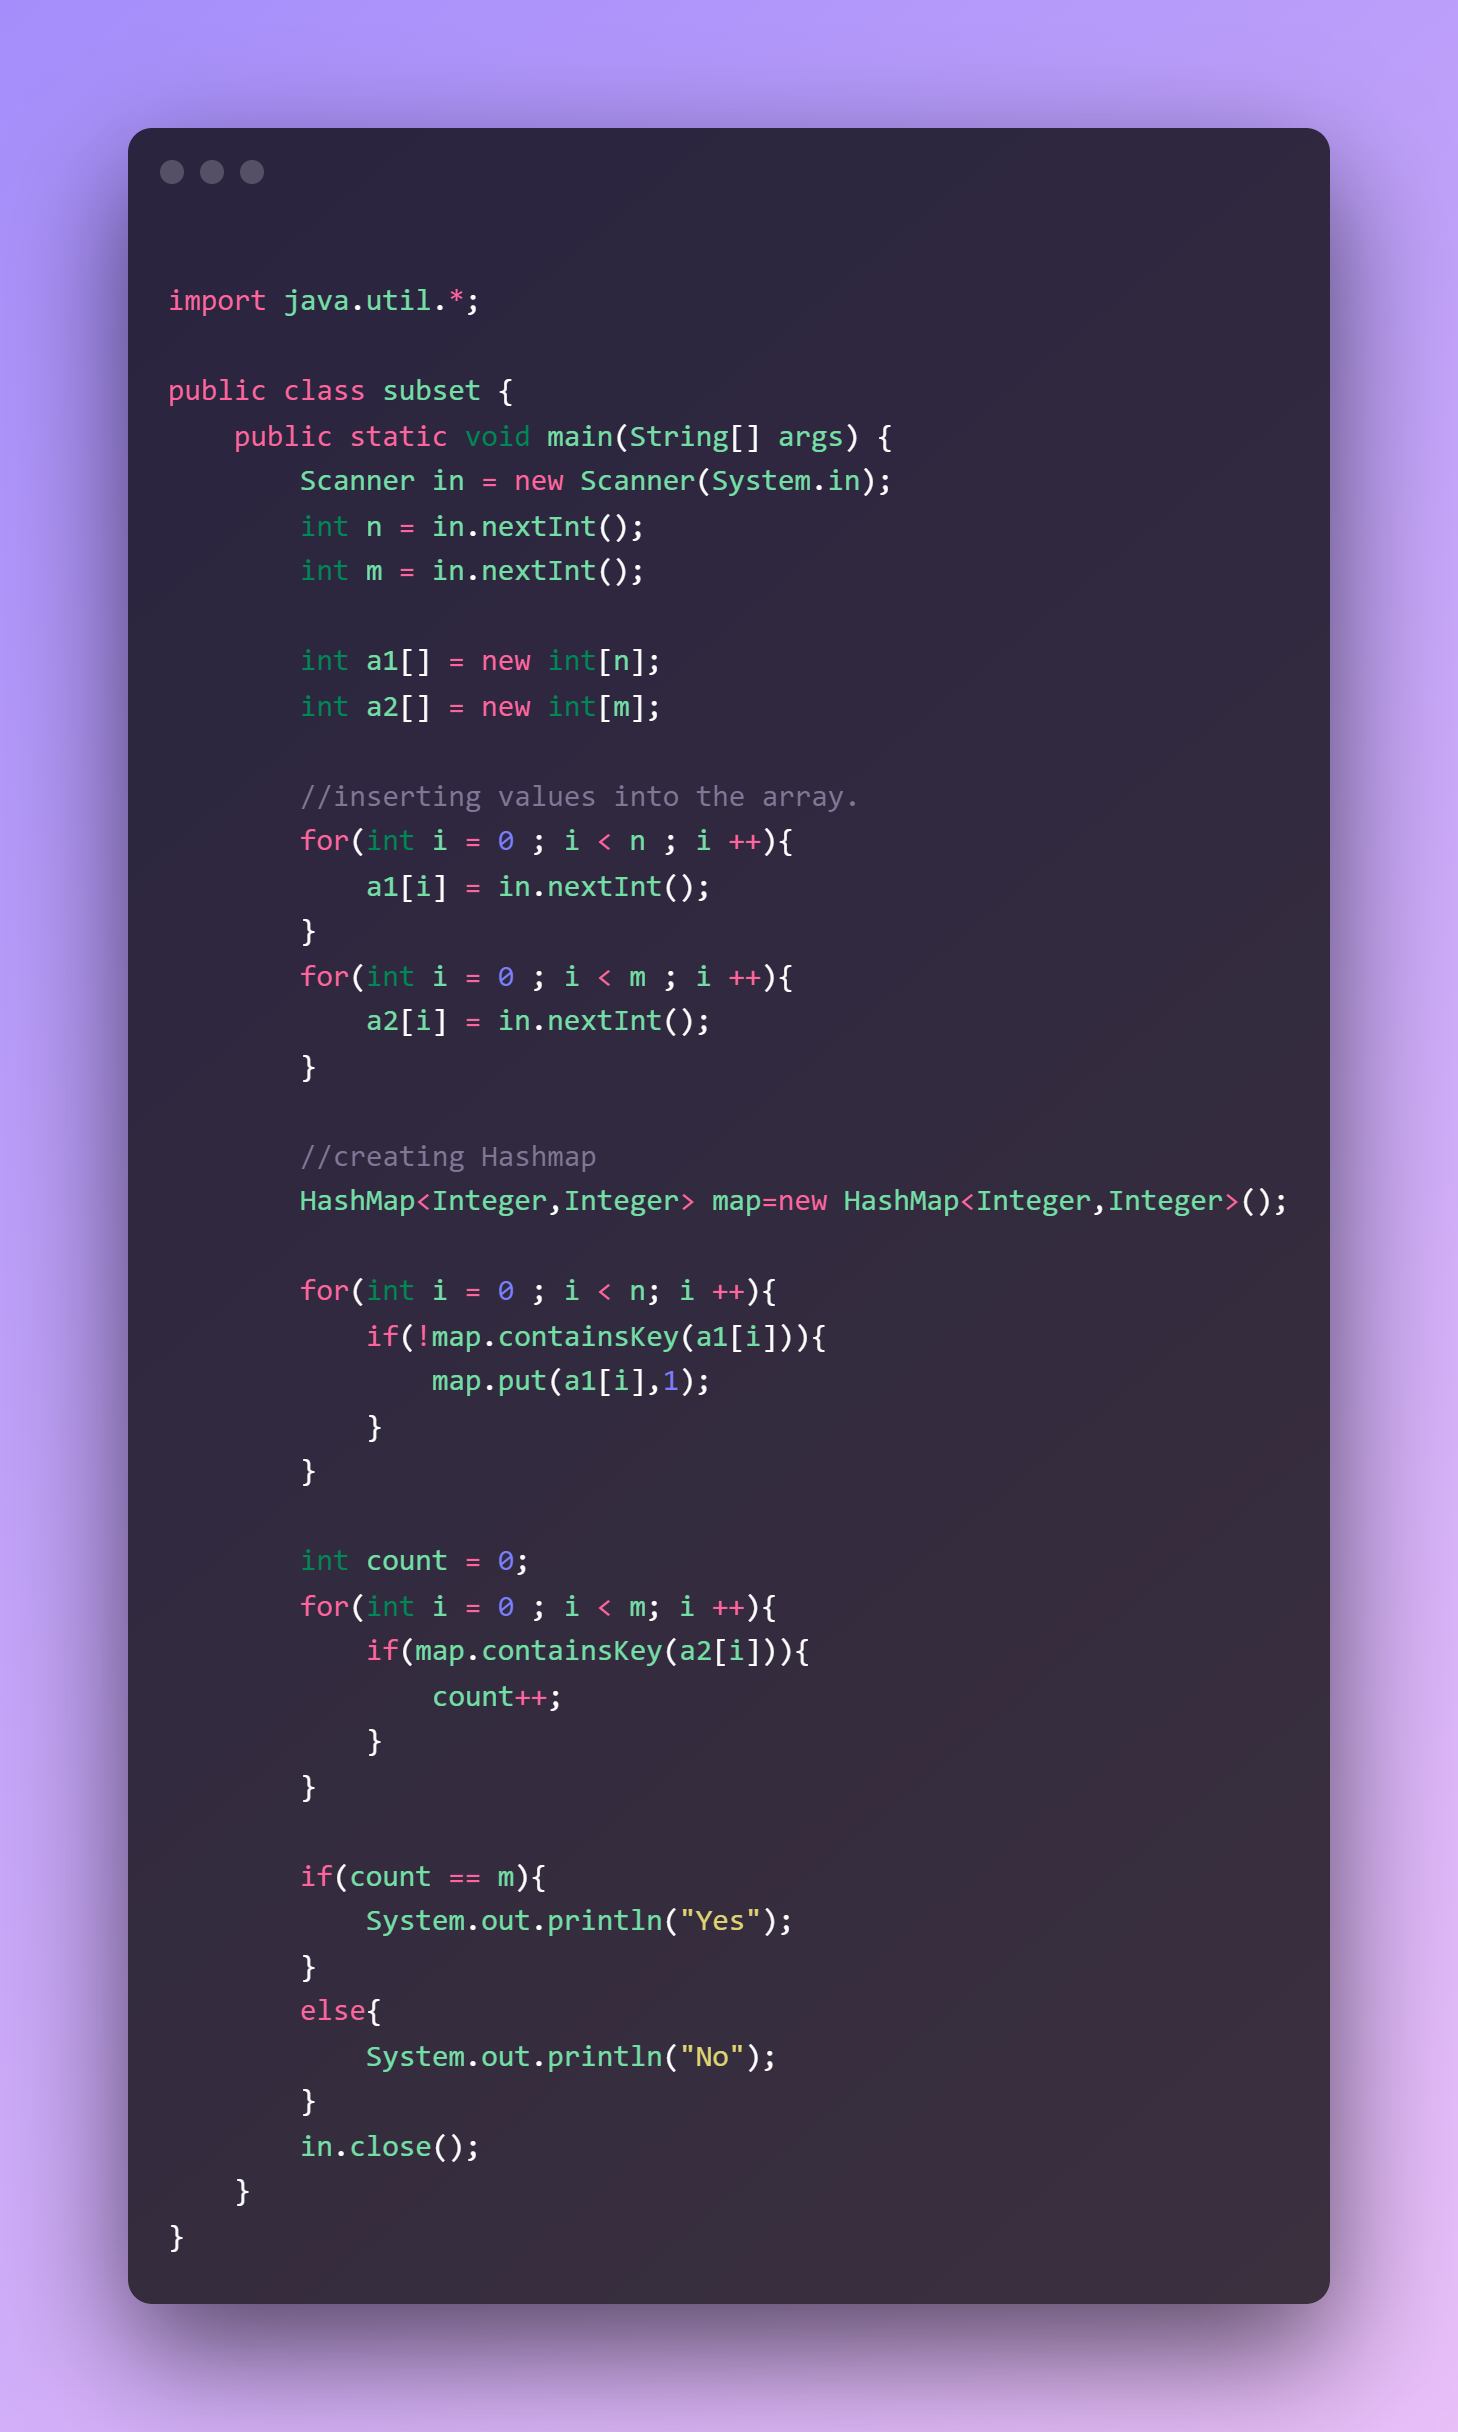 import java.util.*;
public class subset {
    public static void main(String[] args) {
        Scanner in = new Scanner(System.in);
        int n = in.nextInt();
        int m = in.nextInt();
        int a1[] = new int[n];
        int a2[] = new int[m];
        //inserting values into the array.
        for(int i = 0 ; i < n ; i ++){
            a1[i] = in.nextInt();
        }
        for(int i = 0 ; i < m ; i ++){
            a2[i] = in.nextInt();
        }
        //creating Hashmap
        HashMap<Integer,Integer> map=new HashMap<Integer,Integer>();
        for(int i = 0 ; i < n; i ++){
            if(!map.containsKey(a1[i])){
                map.put(a1[i],1);
            }
        }
        int count = 0;
        for(int i = 0 ; i < m; i ++){
            if(map.containsKey(a2[i])){
                count++;
            }
        }
        if(count == m){
            System.out.println("Yes");
        }
        else{
            System.out.println("No");
        }
        in.close();
    }
}